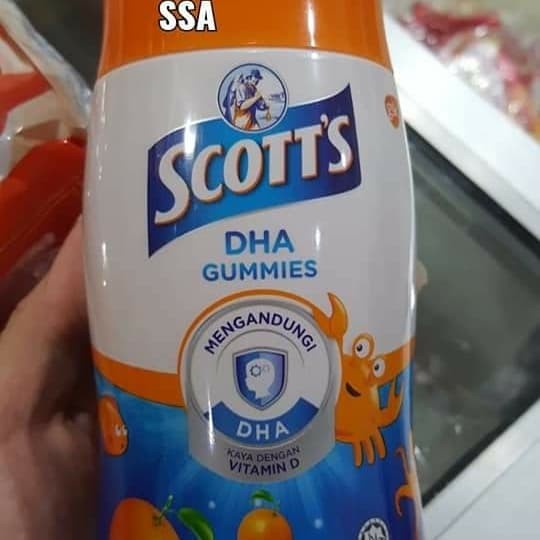 SSA
SCOTT'S
DHA
GUMMIES
MENGANDUNGI
DHA
KAYA DENGAN
VITAMIN D